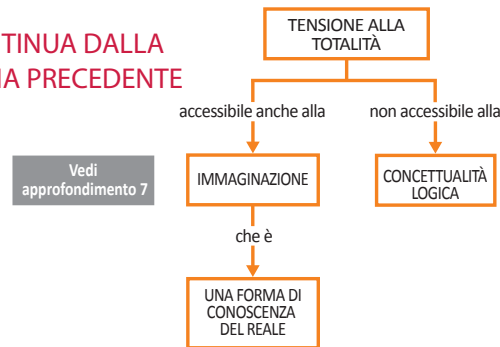 TINUA DALLA
A PRECEDENTE
TENSIONE ALLA
TOTALITÀ
accessibile anche alla
non accessibile alla
Vedi
approfondimento 7
IMMAGINAZIONE
CONCETTUALITÀ
LOGICA
che è
UNA FORMA DI
CONOSCENZA
DEL REALE